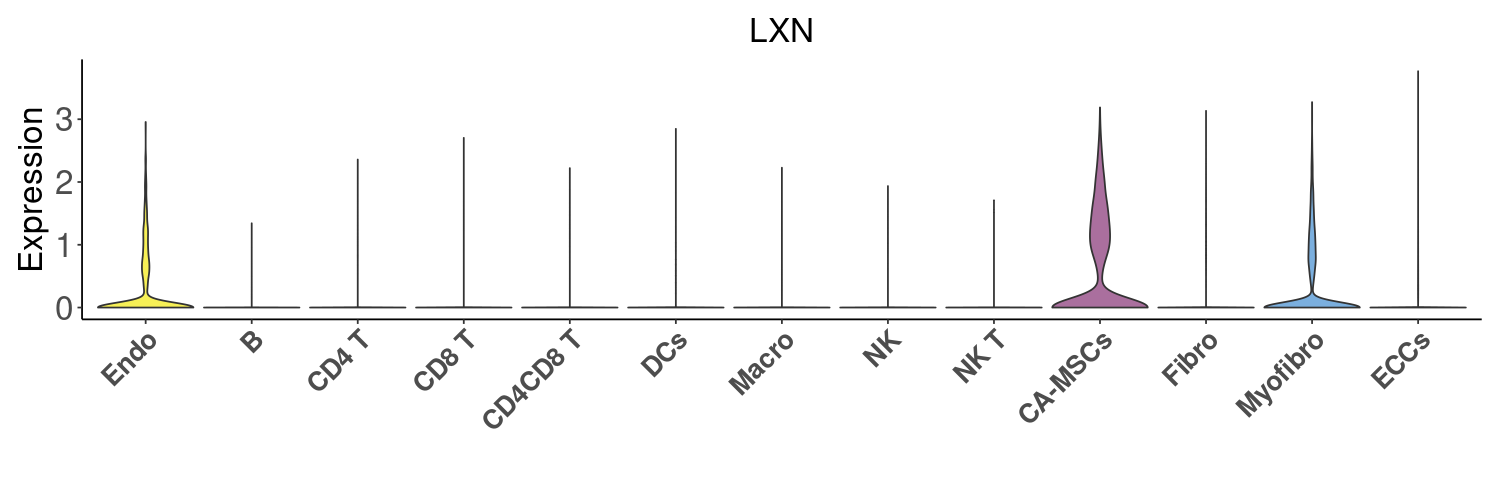 LXN
Expression
3
2
1
0
Endo
B
CD4 T
CD8 T
CD4CD8 T
DCs
Macro
NK
NK T
CA-MSCs
Fibro
Myofibro
ECCs